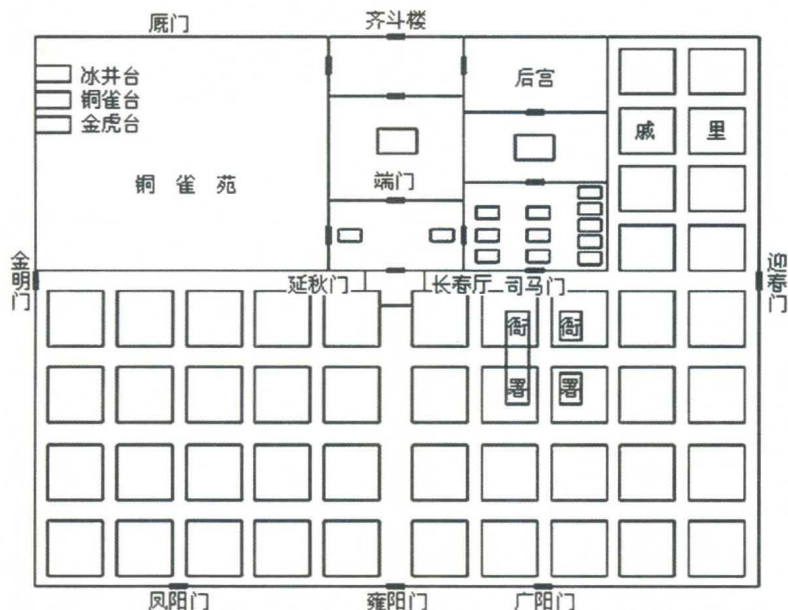 厩门
齐斗楼
冰井台
铜雀台
金虎台
后宫
戚 里
铜 雀 苑
端门
金明门
迎春门
延秋门
长春厅
司马门
衙 衙
署 署
凤阳门
雍阳门
广阳门